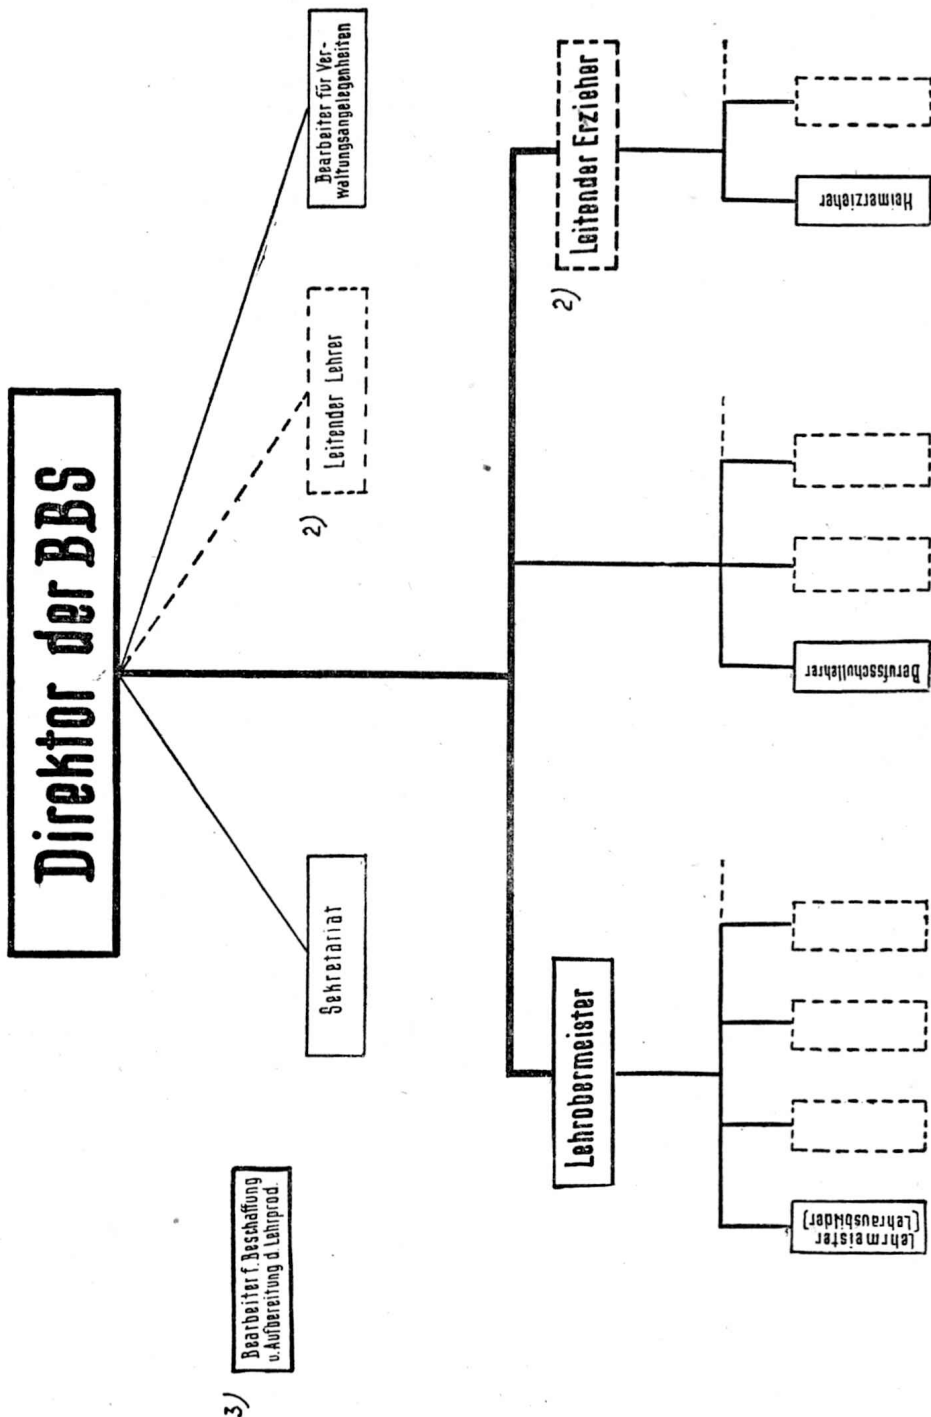 Direktor der BBS
3)
Bearbeiter f. Beschaffung
u. Aufbereitung d. Lehrprod.
Sekretariat
2)
Leitender Lehrer
Bearbeiter für Ver-
waltungsangelegenheiten
Lehrobermeister
2)
Leitender Erzieher
Lehrmeister
(Lehrausbilder)
Berufsschullehrer
Heimerzieher